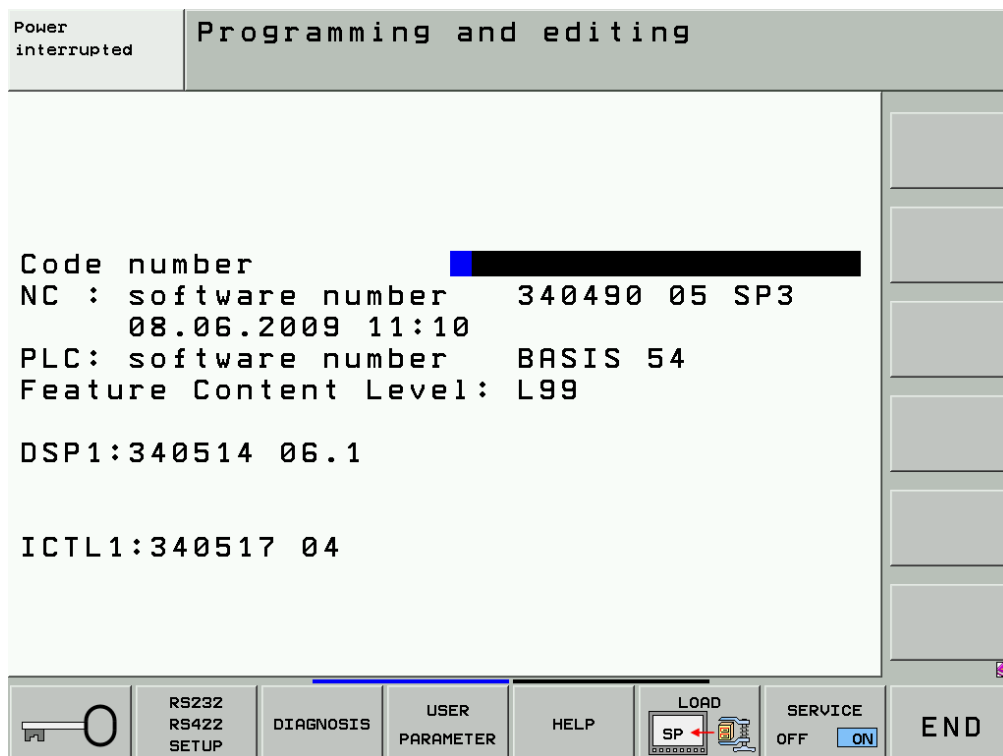 Power
interrupted
Programming and editing
Code number
NC : software number 340490 05 SP3
08.06.2009 11:10
PLC: software number BASIS 54
Feature Content Level: L99
DSP1:340514 06.1
ICTL1:340517 04
RS232
RS422
SETUP
DIAGNOSIS
USER
PARAMETER
HELP
LOAD
SP
SERVICE
OFF ON
END